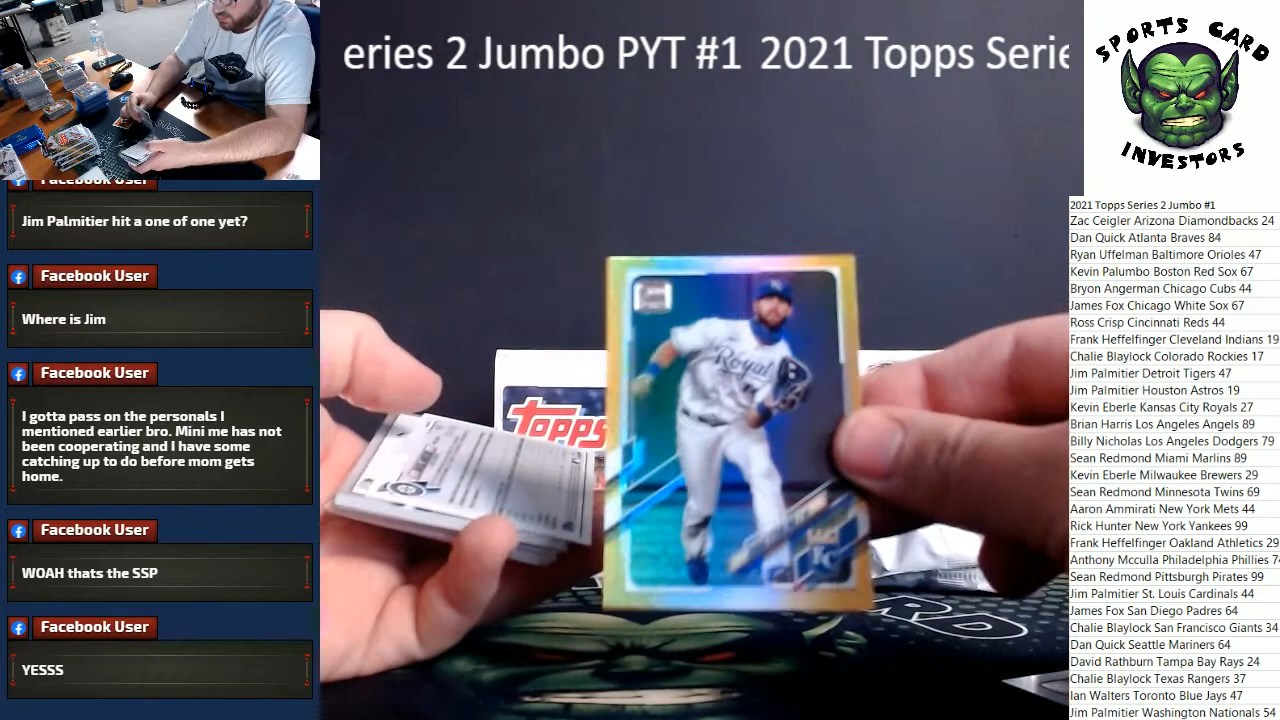 eries 2 Jumbo PYT #1 2021 Topps Serie
SPORTS CARD
INVESTORS
Facebook User
Jim Palmitier hit a one of one yet?
Facebook User
Where is Jim
Facebook User
I gotta pass on the personals I
mentioned earlier bro. Mini me has not
been cooperating and I have some
catching up to do before mom gets
home.
Facebook User
WOAH thats the SSP
Facebook User
YESSS
Royal
TOPPS
KC
RD
2021 Topps Series 2 Jumbo #1
Zac Ceigler Arizona Diamondbacks 24
Dan Quick Atlanta Braves 84
Ryan Uffelman Baltimore Orioles 47
Kevin Palumbo Boston Red Sox 67
Bryon Angerman Chicago Cubs 44
James Fox Chicago White Sox 67
Ross Crisp Cincinnati Reds 44
Frank Heffelfinger Cleveland Indians 19
Chalie Blaylock Colorado Rockies 17
Jim Palmitier Detroit Tigers 47
Jim Palmitier Houston Astros 19
Kevin Eberle Kansas City Royals 27
Brian Harris Los Angeles Angels 89
Billy Nicholas Los Angeles Dodgers 79
Sean Redmond Miami Marlins 89
Kevin Eberle Milwaukee Brewers 29
Sean Redmond Minnesota Twins 69
Aaron Ammirati New York Mets 44
Rick Hunter New York Yankees 99
Frank Heffelfinger Oakland Athletics 29
Anthony Mcculla Philadelphia Phillies 74
Sean Redmond Pittsburgh Pirates 99
Jim Palmitier St. Louis Cardinals 44
James Fox San Diego Padres 64
Chalie Blaylock San Francisco Giants 34
Dan Quick Seattle Mariners 64
David Rathburn Tampa Bay Rays 24
Chalie Blaylock Texas Rangers 37
Ian Walters Toronto Blue Jays 47
Jim Palmitier Washington Nationals 54